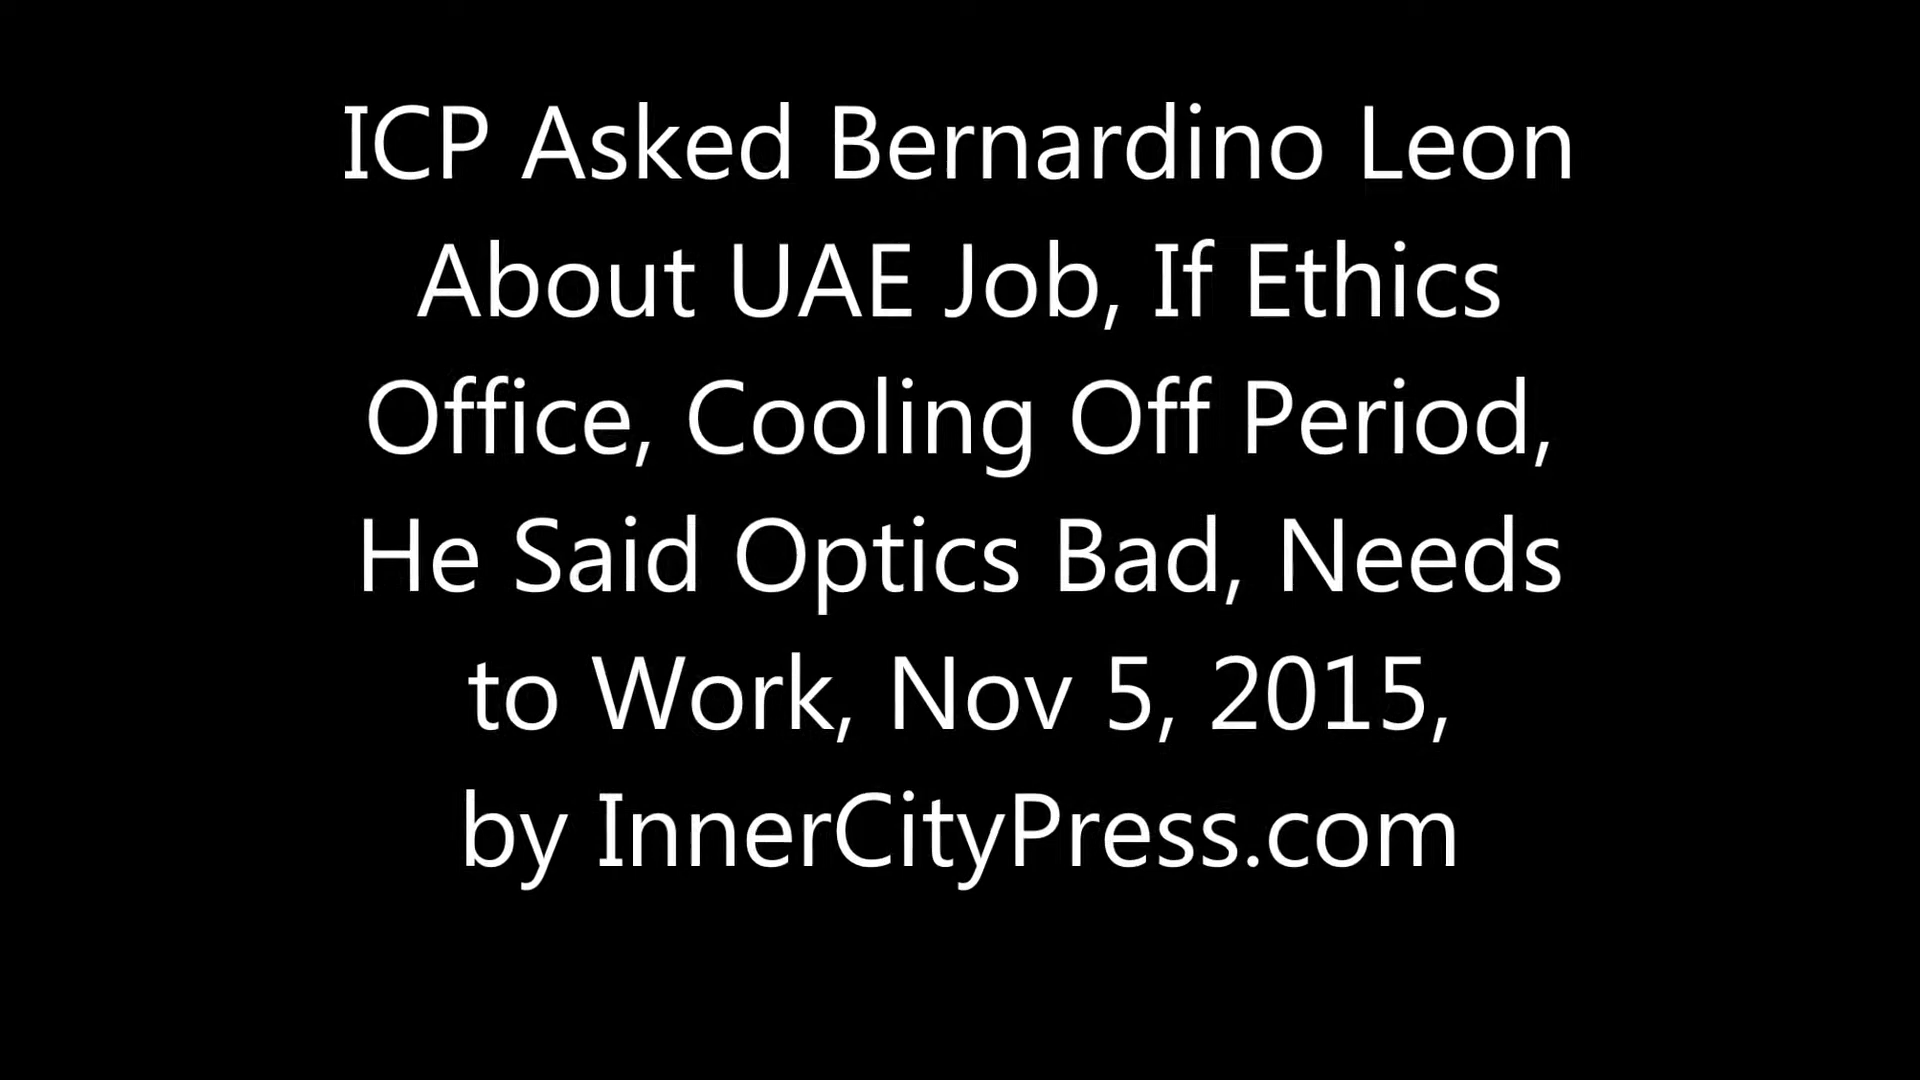 ICP Asked Bernardino Leon
About UAE Job, If Ethics
Office, Cooling Off Period,
He Said Optics Bad, Needs
to Work, Nov 5, 2015,
by InnerCityPress.com